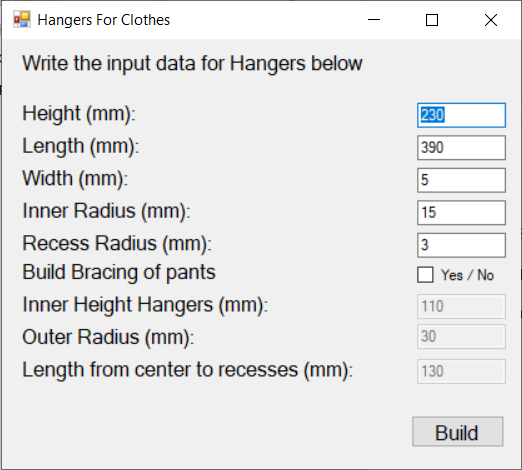 Hangers For Clothes
Write the input data for Hangers below
Height (mm): 230
Length (mm): 390
Width (mm): 5
Inner Radius (mm): 15
Recess Radius (mm): 3
Build Bracing of pants Yes / No
Inner Height Hangers (mm): 110
Outer Radius (mm): 30
Length from center to recesses (mm): 130
Build